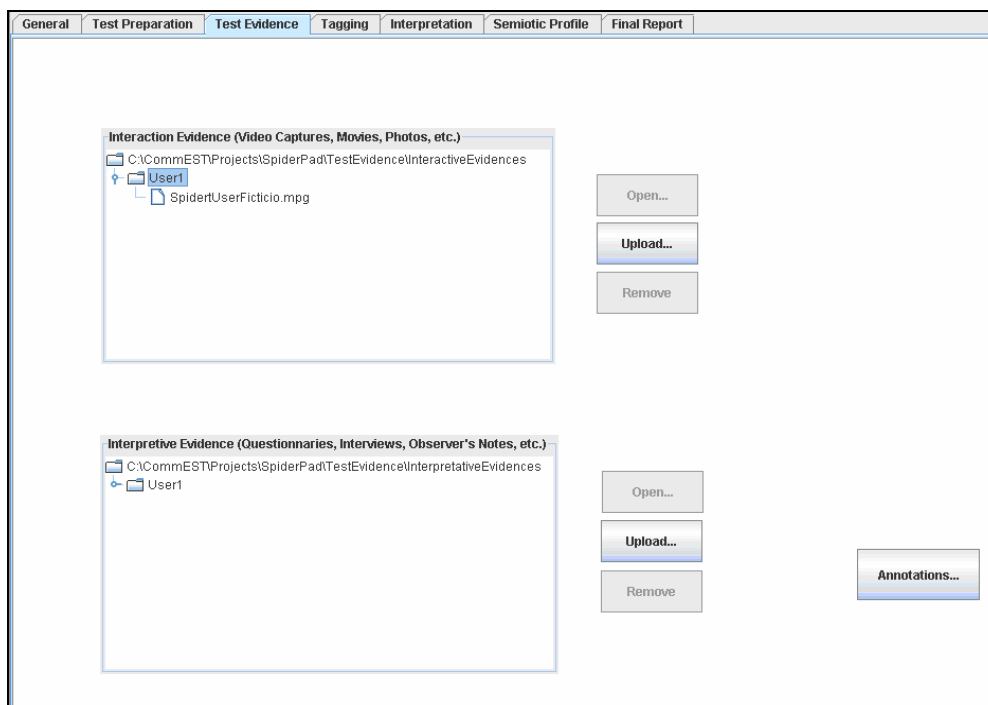 General Test Preparation Test Evidence Tagging Interpretation Semiotic Profile Final Report
Interaction Evidence (Video Captures, Movies, Photos, etc.)
C:\CommEST\Projects\SpiderPad\TestEvidence\InteractiveEvidences
User1
SpidertUserFicticio.mpg
Open...
Upload...
Remove
Interpretive Evidence (Questionnaries, Interviews, Observer's Notes, etc.)
C:\CommEST\Projects\SpiderPad\TestEvidence\InterpretativeEvidences
User1
Open...
Upload...
Remove
Annotations...